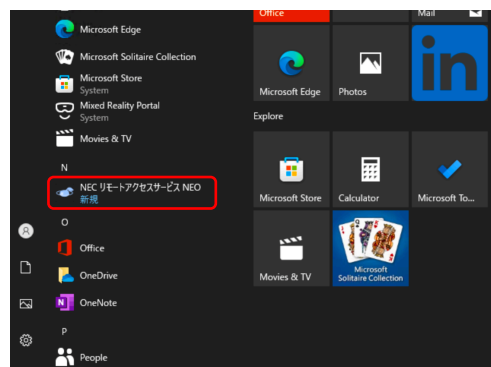 Microsoft Edge
Microsoft Solitaire Collection
Microsoft Store
System
Mixed Reality Portal
System
Movies & TV
N
NEC リモートアクセスサービス NEO
新規
O
Office
OneDrive
OneNote
P
People
Office
Mail
Microsoft Edge
Photos
in
Explore
Microsoft Store
Calculator
Microsoft To...
Movies & TV
Microsoft
Solitaire Collection